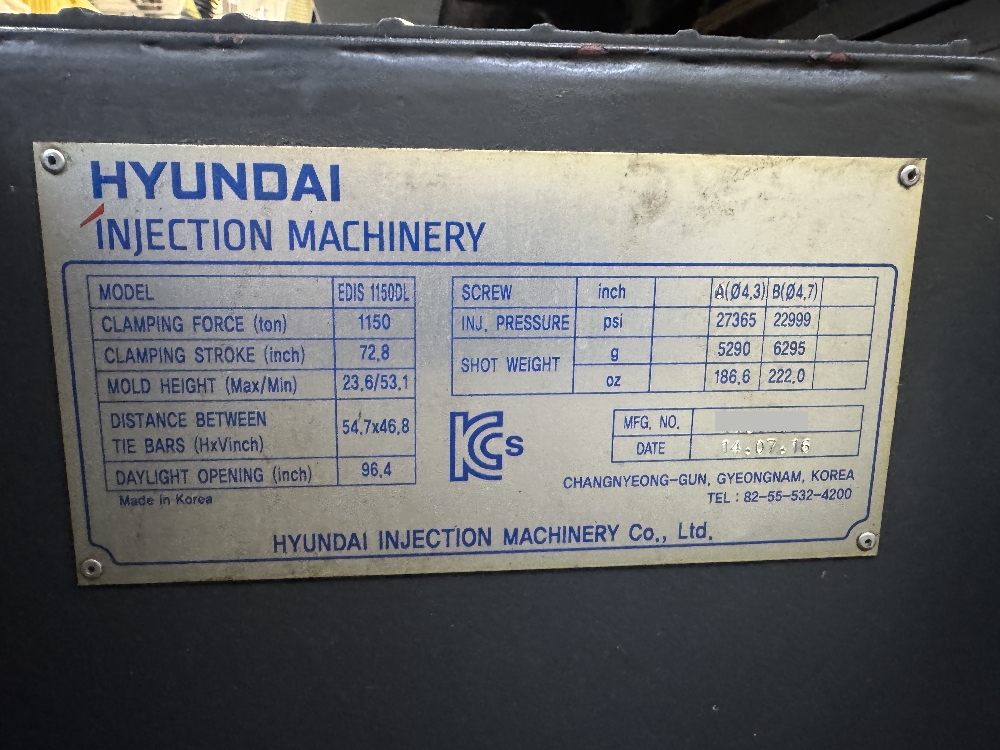 HYUNDAI
INJECTION MACHINERY
MODEL EDIS 1150DL
CLAMPING FORCE (ton) 1150
CLAMPING STROKE (inch) 72.8
MOLD HEIGHT (Max/Min) 23.6/53.1
DISTANCE BETWEEN
TIE BARS (HxVinch) 54.7x46.8
DAYLIGHT OPENING (inch) 96.4
Made in Korea
SCREW inch A(Ø4.3) B(Ø4.7)
INJ. PRESSURE psi 27365 22999
SHOT WEIGHT g 5290 6295
oz 186.6 222.0
KCs
MFG. NO.
DATE 14.07.16
CHANGNYEONG-GUN, GYEONGNAM, KOREA
TEL : 82-55-532-4200
HYUNDAI INJECTION MACHINERY Co., Ltd.